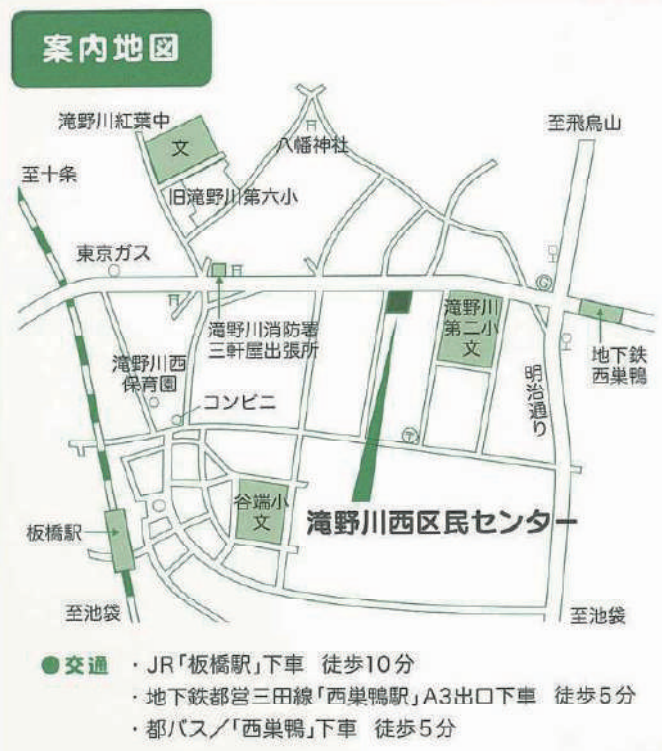 案内地図
滝野川紅葉中
文
八幡神社
至飛鳥山
至十条
旧滝野川第六小
東京ガス
滝野川消防署
三軒屋出張所
滝野川
第二小
文
地下鉄
西巣鴨
滝野川西
保育園
明治通り
コンビニ
谷端小
文
滝野川西区民センター
板橋駅
至池袋
至池袋
●交通 ・JR「板橋駅」下車 徒歩10分
・地下鉄都営三田線「西巣鴨駅」A3出口下車 徒歩5分
・都バス/「西巣鴨」下車 徒歩5分